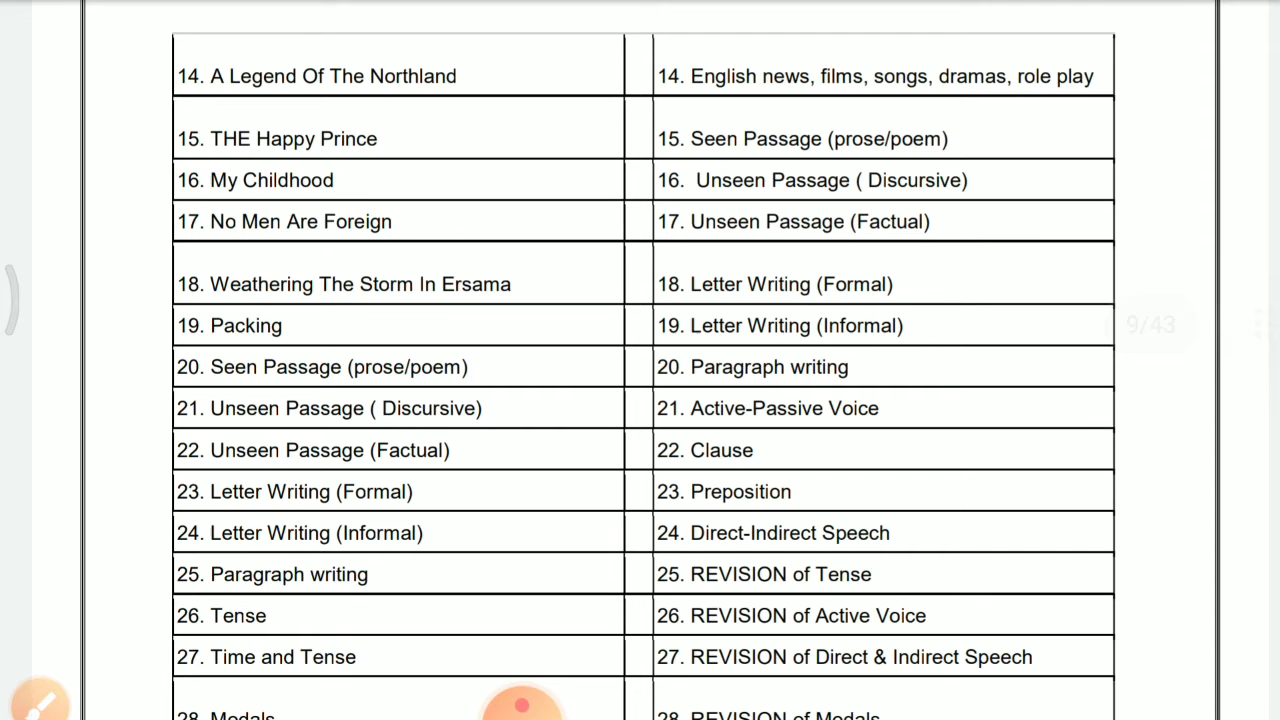 14. A Legend Of The Northland
14. English news, films, songs, dramas, role play
15. THE Happy Prince
15. Seen Passage (prose/poem)
16. My Childhood
16. Unseen Passage ( Discursive)
17. No Men Are Foreign
17. Unseen Passage (Factual)
18. Weathering The Storm In Ersama
18. Letter Writing (Formal)
19. Packing
19. Letter Writing (Informal)
9/43
20. Seen Passage (prose/poem)
20. Paragraph writing
21. Unseen Passage ( Discursive)
21. Active-Passive Voice
22. Unseen Passage (Factual)
22. Clause
23. Letter Writing (Formal)
23. Preposition
24. Letter Writing (Informal)
24. Direct-Indirect Speech
25. Paragraph writing
25. REVISION of Tense
26. Tense
26. REVISION of Active Voice
27. Time and Tense
27. REVISION of Direct & Indirect Speech
28. Modals
28. REVISION of Modals